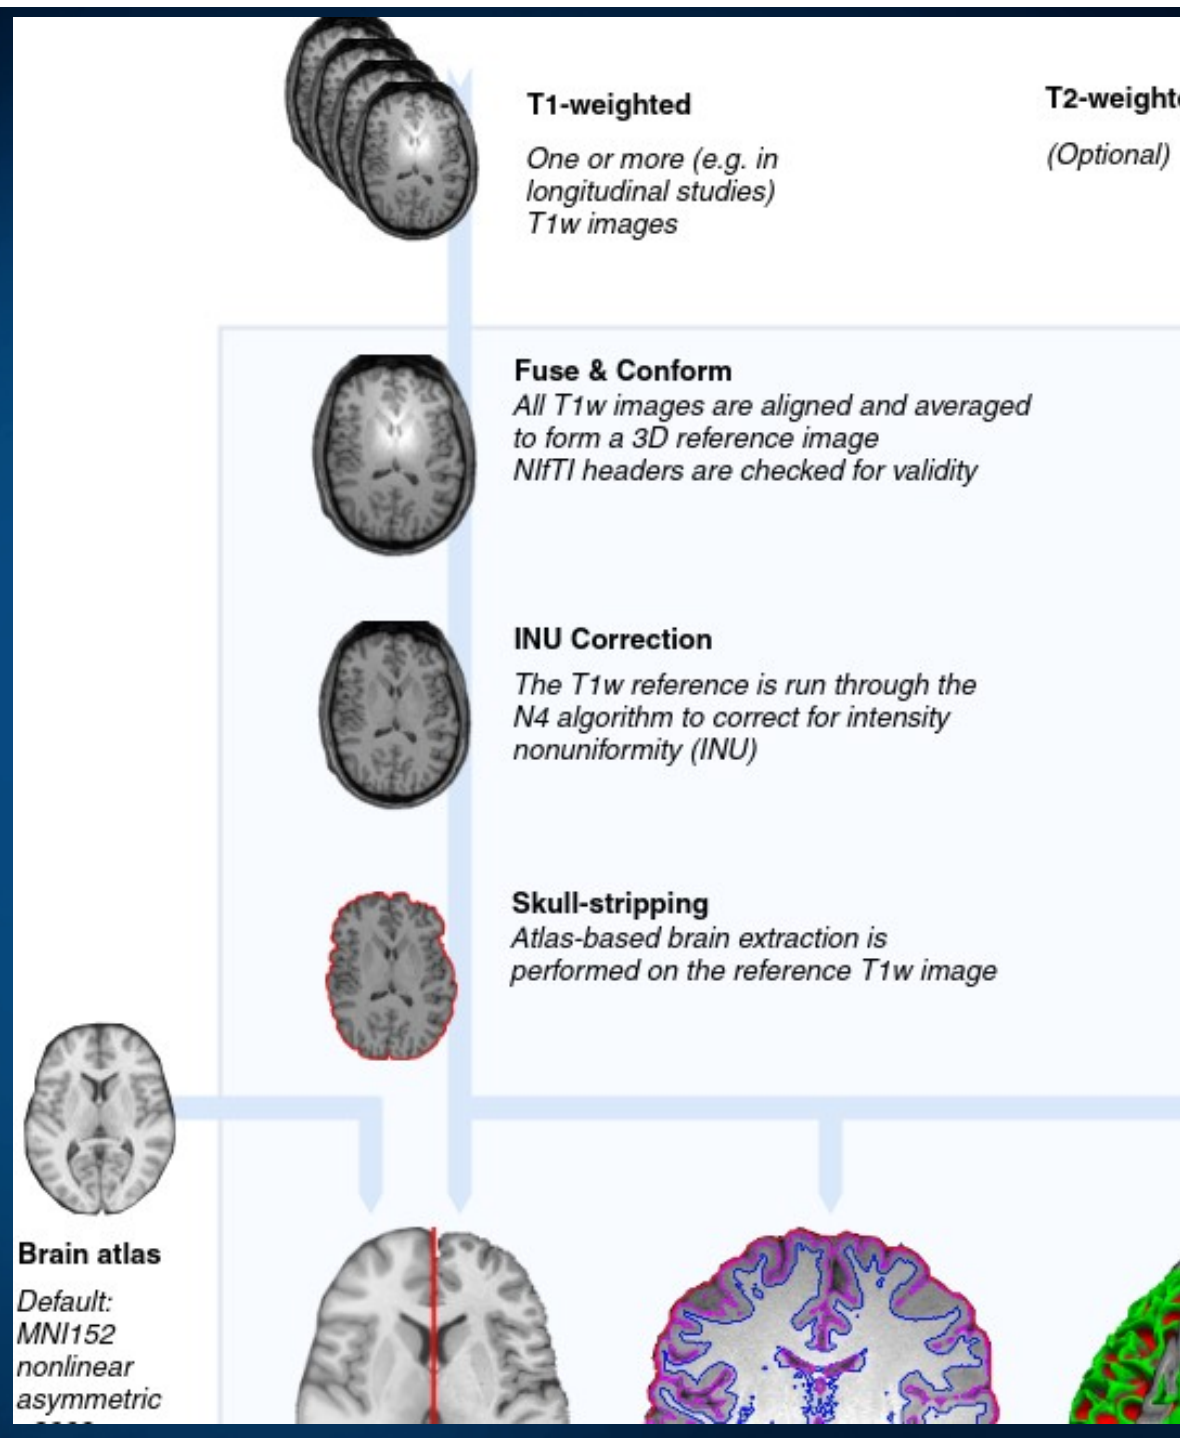 T1-weighted
One or more (e.g. in
longitudinal studies)
T1w images
(Optional)
Fuse & Conform
All T1w images are aligned and averaged
to form a 3D reference image
NIfTI headers are checked for validity
INU Correction
The T1w reference is run through the
N4 algorithm to correct for intensity
nonuniformity (INU)
Skull-stripping
Atlas-based brain extraction is
performed on the reference T1w image
Brain atlas
Default:
MNI152
nonlinear
asymmetric